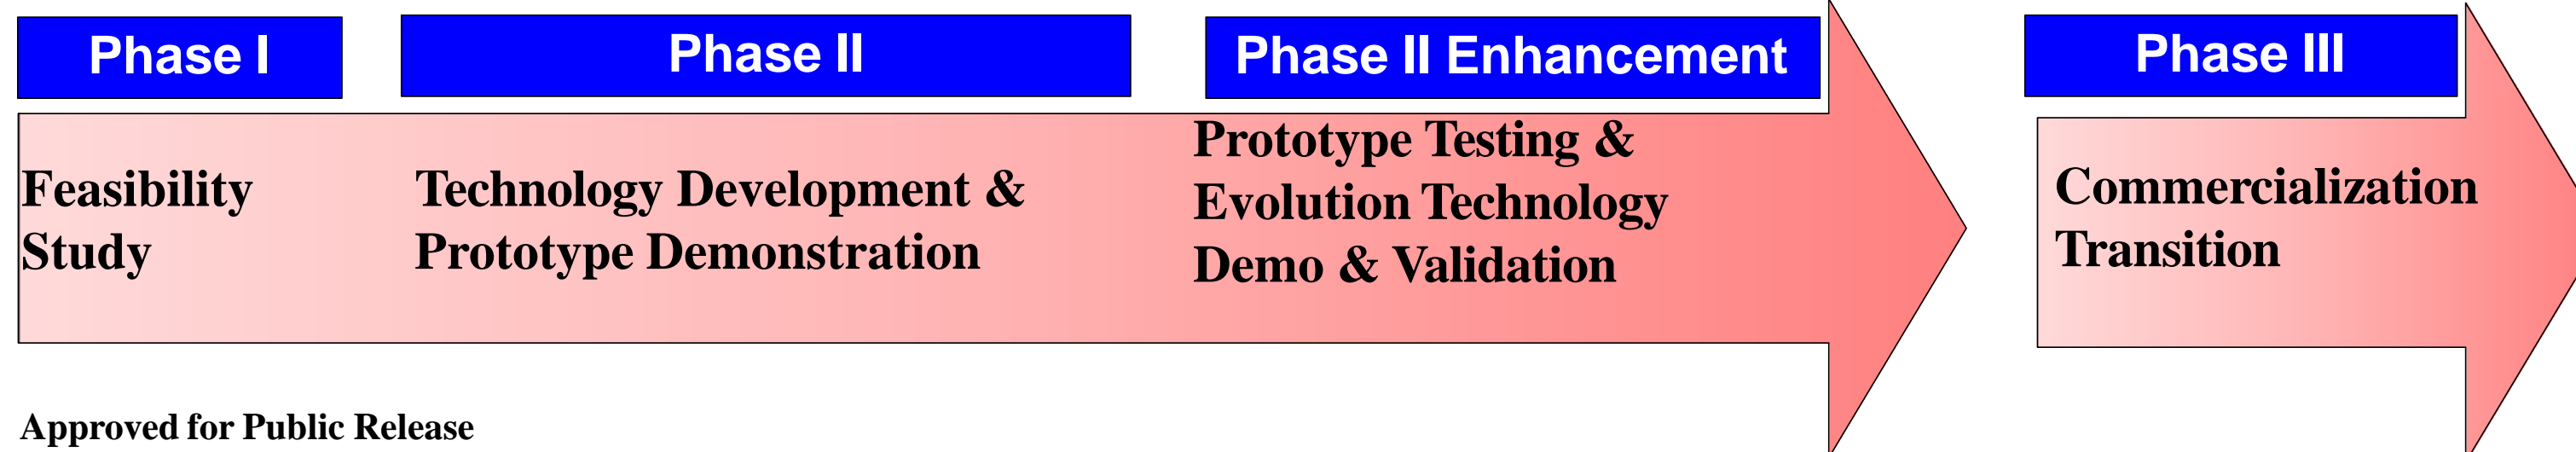 Phase I
Phase II
Phase II Enhancement
Phase III
Feasibility
Study
Technology Development &
Prototype Demonstration
Prototype Testing &
Evolution Technology
Demo & Validation
Commercialization
Transition
Approved for Public Release